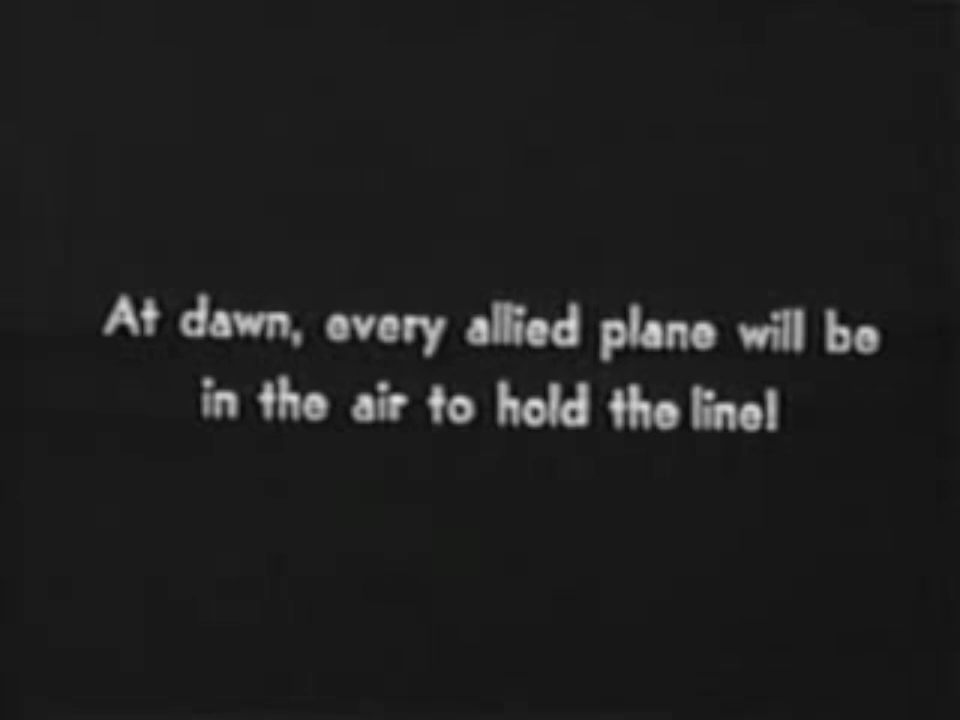 At dawn, every allied plane will be
in the air to hold the line!